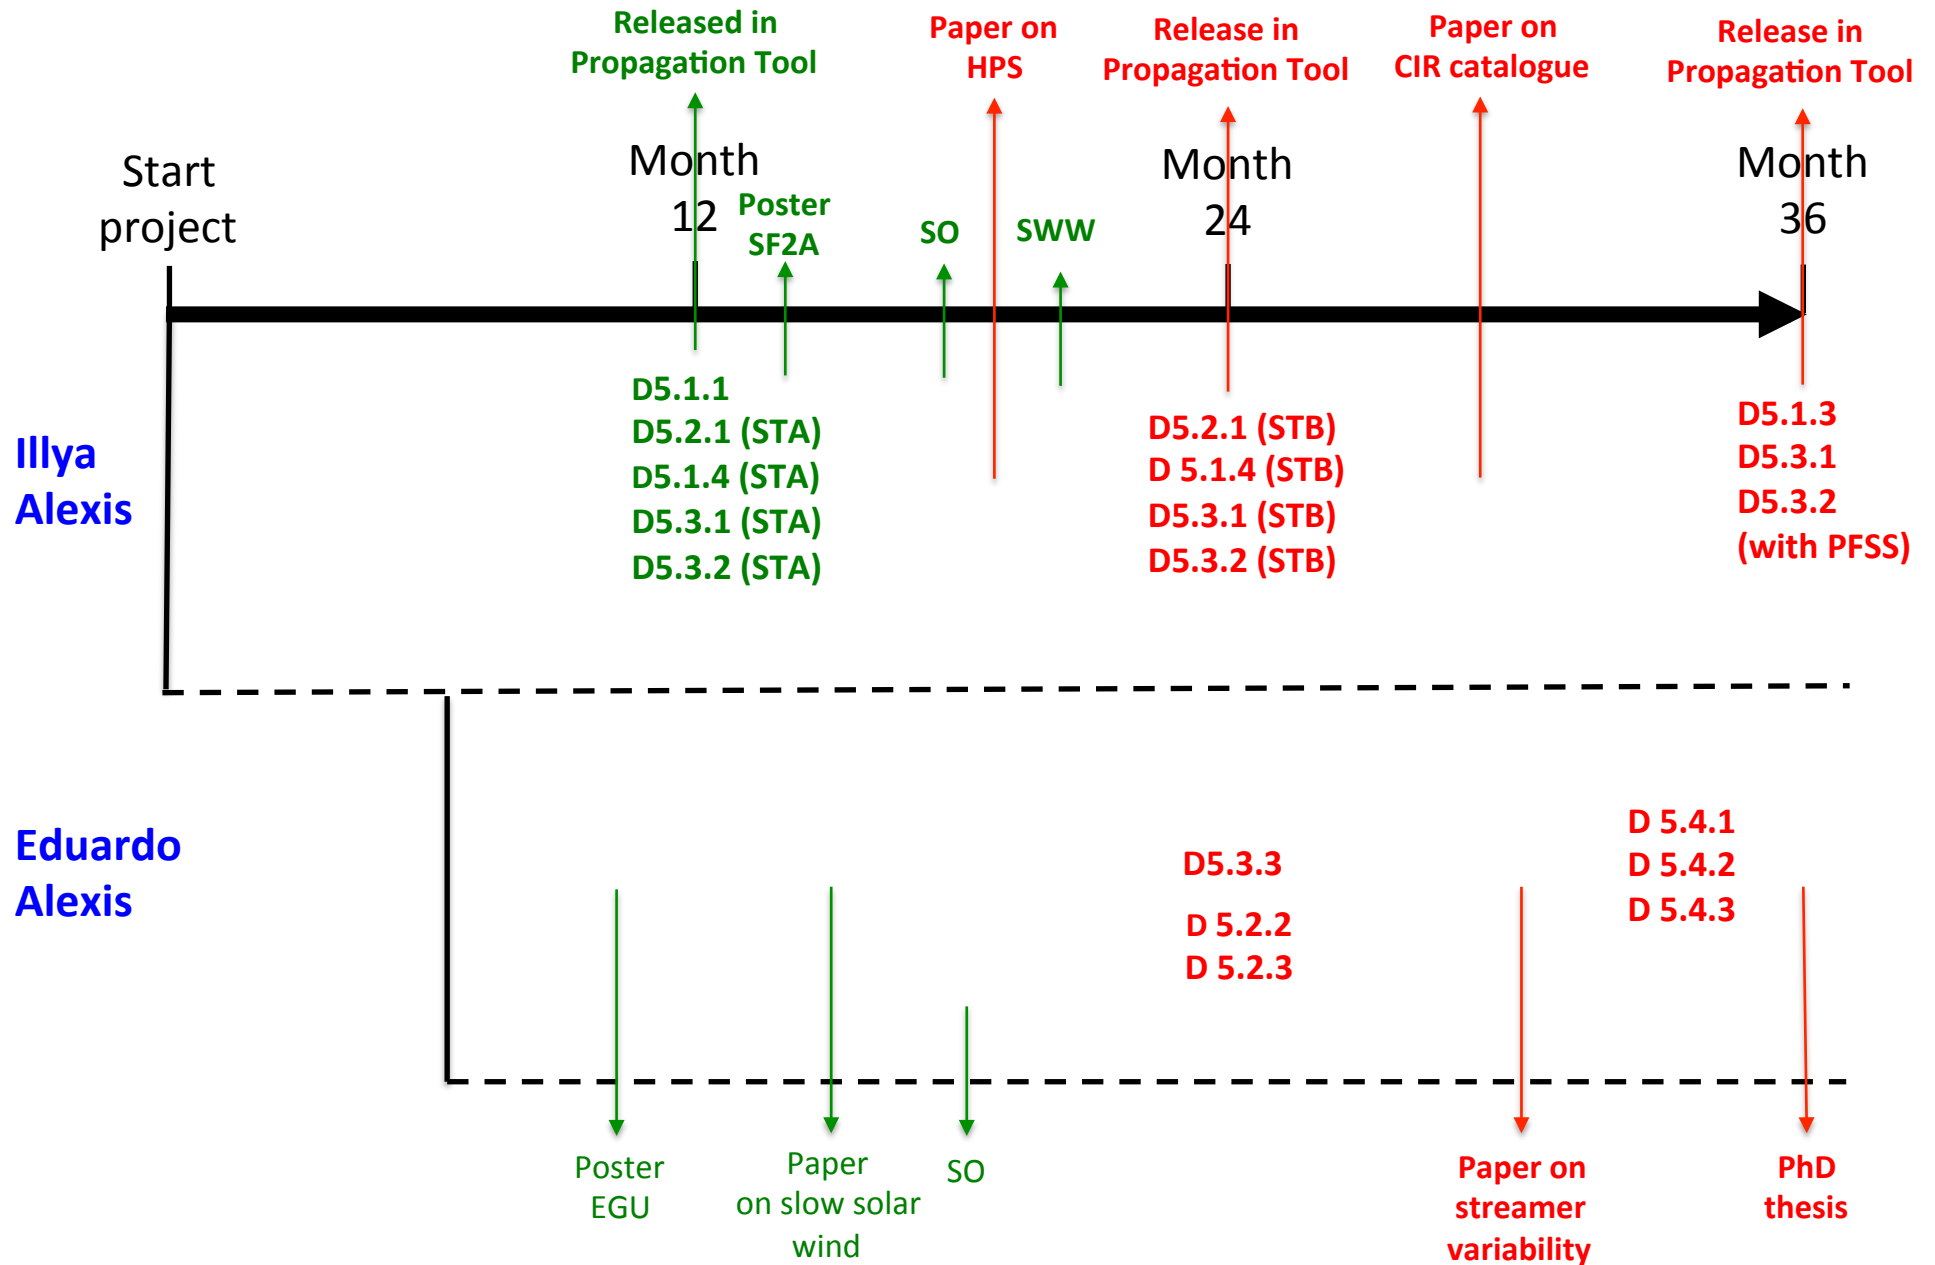 Released in
Propagation Tool
Paper on
HPS
Release in
Propagation Tool
Paper on
CIR catalogue
Release in
Propagation Tool
Start
project
Month
12
Poster
SF2A
SO
SWW
Month
24
Month
36
Illya
Alexis
D5.1.1
D5.2.1 (STA)
D5.1.4 (STA)
D5.3.1 (STA)
D5.3.2 (STA)
D5.2.1 (STB)
D 5.1.4 (STB)
D5.3.1 (STB)
D5.3.2 (STB)
D5.1.3
D5.3.1
D5.3.2
(with PFSS)
Eduardo
Alexis
D5.3.3
D 5.2.2
D 5.2.3
D 5.4.1
D 5.4.2
D 5.4.3
Poster
EGU
Paper
on slow solar
wind
SO
Paper on
streamer
variability
PhD
thesis